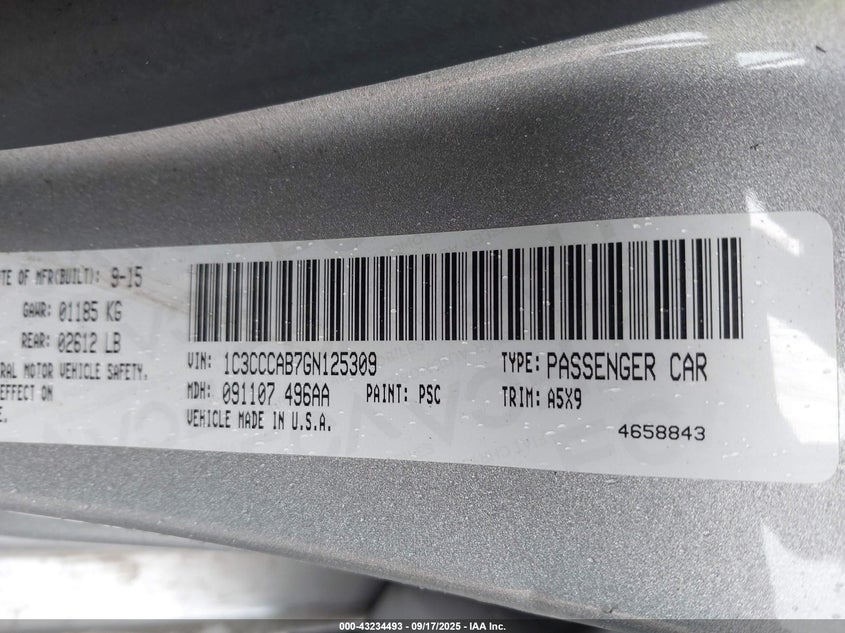 TE OF MFR(BUILT): 9-15
GAWR: 01185 KG
REAR: 02612 LB
RAL MOTOR VEHICLE SAFETY.
EFFECT ON
E.
VIN: 1C3CCCAB7GN125309 TYPE: PASSENGER CAR
MDH: 091107 496AA PAINT: PSC TRIM: A5X9
VEHICLE MADE IN U.S.A.
4658843
000-43234493 - 09/17/2025 - IAA Inc.